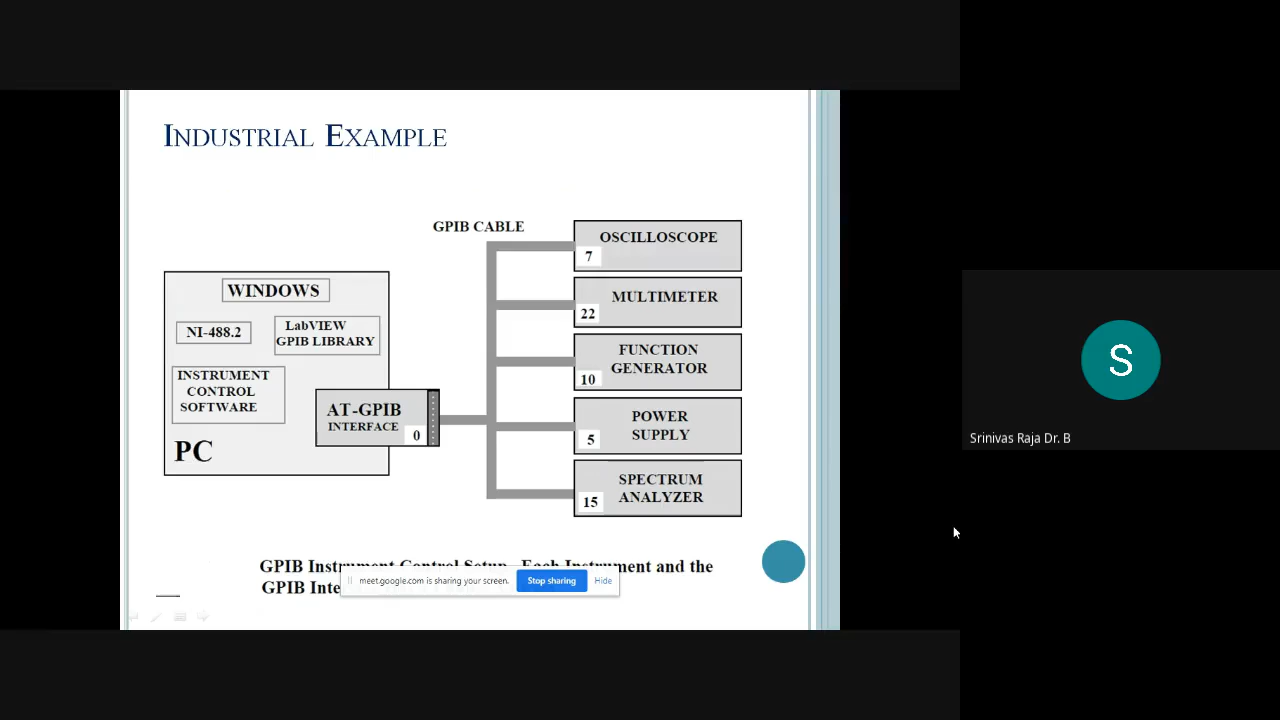 INDUSTRIAL EXAMPLE
GPIB CABLE
WINDOWS
NI-488.2
LabVIEW
GPIB LIBRARY
INSTRUMENT
CONTROL
SOFTWARE
PC
AT-GPIB
INTERFACE
0
OSCILLOSCOPE
7
MULTIMETER
22
FUNCTION
GENERATOR
10
POWER
SUPPLY
5
SPECTRUM
ANALYZER
15
GPIB Instrument Control Setup Each Instrument and the
GPIB Inte
meet.google.com is sharing your screen.
Stop sharing
Hide
S
Srinivas Raja Dr. B